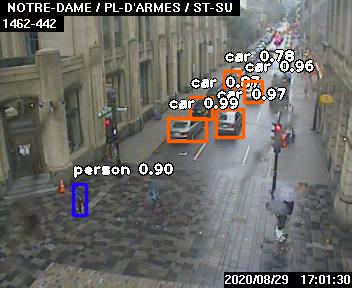 NOTRE-DAME / PL-D'ARMES / ST-SU
1462-442
car 0.78
car 0.96
car 0.97
car 0.99
person 0.90
2020/08/29 17:01:30